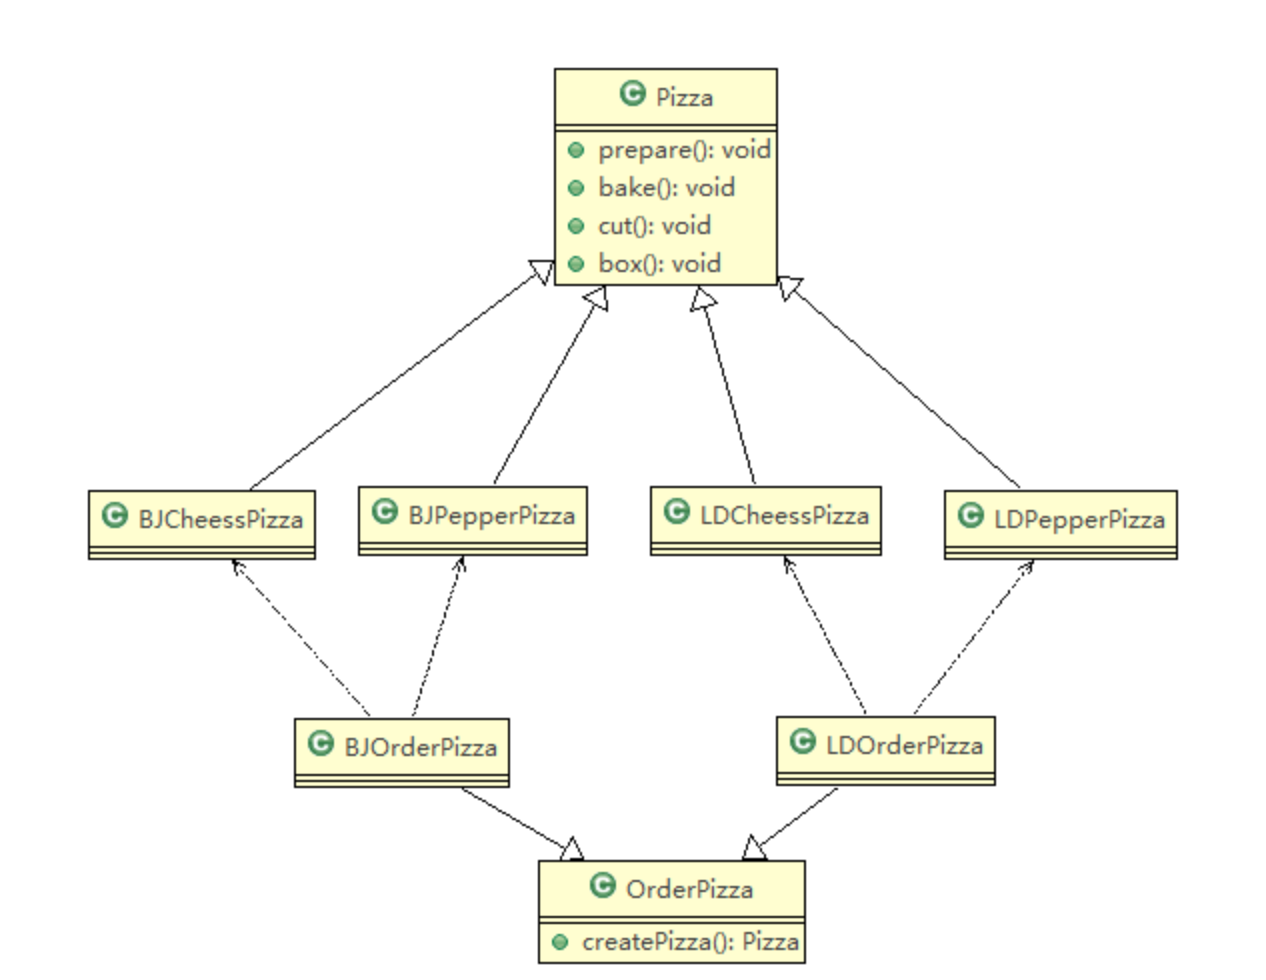 Pizza
prepare(): void
bake(): void
cut(): void
box(): void
BJCheessPizza
BJPepperPizza
LDCheessPizza
LDPepperPizza
BJOrderPizza
LDOrderPizza
OrderPizza
createPizza(): Pizza